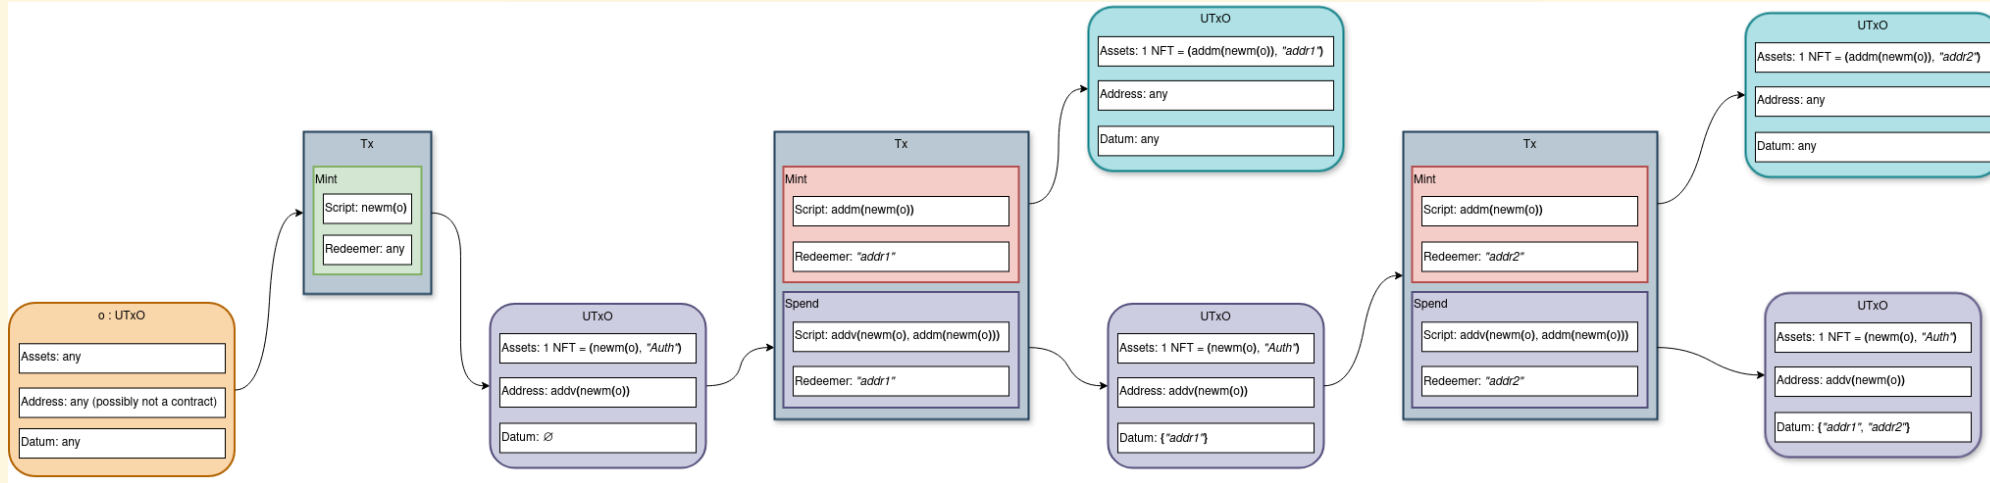 o : UTxO
Assets: any
Address: any (possibly not a contract)
Datum: any
Tx
Mint
Script: newm(o)
Redeemer: any
UTxO
Assets: 1 NFT = (newm(o), "Auth")
Address: addv(newm(o))
Datum: ∅
Tx
Mint
Script: addm(newm(o))
Redeemer: "addr1"
Spend
Script: addv(newm(o), addm(newm(o)))
Redeemer: "addr1"
UTxO
Assets: 1 NFT = (addm(newm(o)), "addr1")
Address: any
Datum: any
UTxO
Assets: 1 NFT = (newm(o), "Auth")
Address: addv(newm(o))
Datum: {"addr1"}
Tx
Mint
Script: addm(newm(o))
Redeemer: "addr2"
Spend
Script: addv(newm(o), addm(newm(o)))
Redeemer: "addr2"
UTxO
Assets: 1 NFT = (addm(newm(o)), "addr2")
Address: any
Datum: any
UTxO
Assets: 1 NFT = (newm(o), "Auth")
Address: addv(newm(o))
Datum: {"addr1", "addr2"}